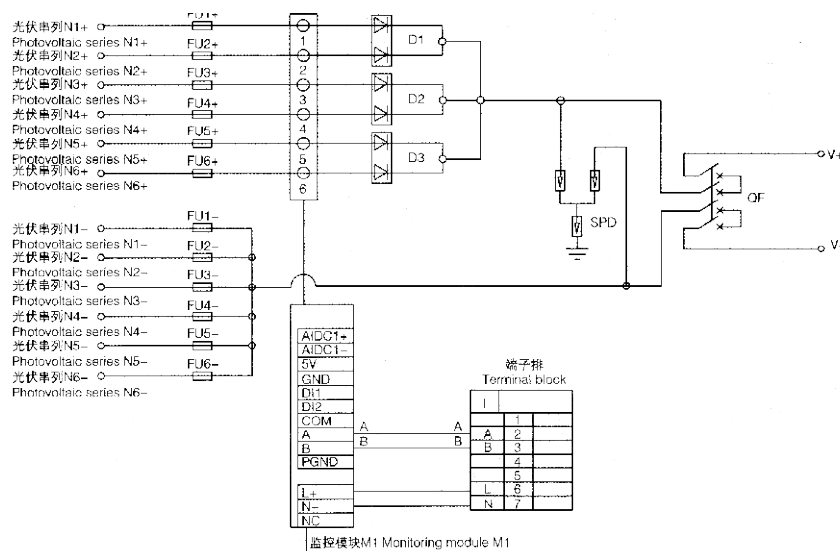 光伏串列N1+
FU1+
Photovoltaic series N1+
光伏串列N2+
FU2+
1
D1
Photovoltaic series N2+
光伏串列N3+
FU3+
2
Photovoltaic series N3+
光伏串列N4+
FU4+
3
D2
Photovoltaic series N4+
光伏串列N5+
FU5+
4
Photovoltaic series N5+
光伏串列N6+
FU6+
5
D3
Photovoltaic series N6+
6
V+
QF
SPD
V-
光伏串列N1-
FU1-
Photovoltaic series N1-
光伏串列N2-
FU2-
Photovoltaic series N2-
光伏串列N3-
FU3-
Photovoltaic series N3-
光伏串列N4-
FU4-
Photovoltaic series N4-
光伏串列N5-
FU5-
Photovoltaic series N5-
光伏串列N6-
FU6-
Photovoltaic series N6-
AIDC1+
AIDC1-
5V
GND
DI1
DI2
COM
A
B
PGND
L+
N-
NC
A A
B B
端子排
Terminal block
I
1
A 2
B 3
4
5
L 6
N 7
监控模块M1 Monitoring module M1